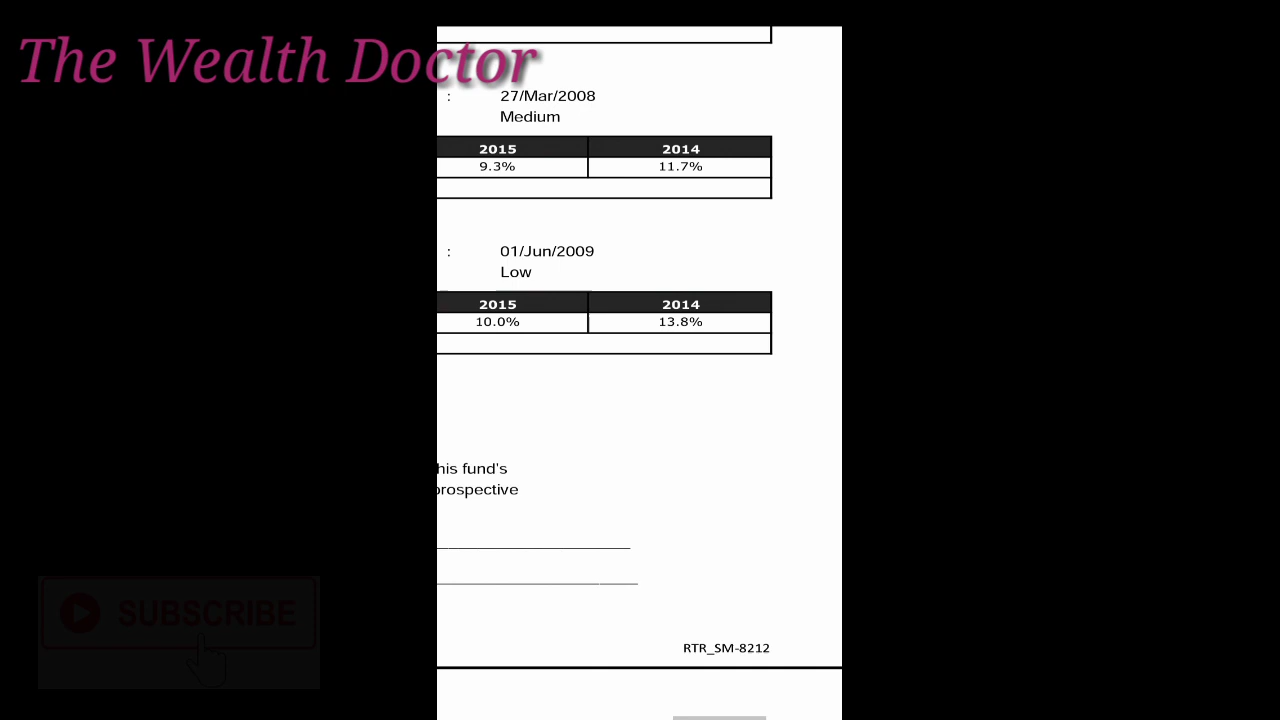 The Wealth Doctor
: 27/Mar/2008
Medium
2015 2014
9.3% 11.7%
: 01/Jun/2009
Low
2015 2014
10.0% 13.8%
his fund's
prospective
SUBSCRIBE
RTR_SM-8212